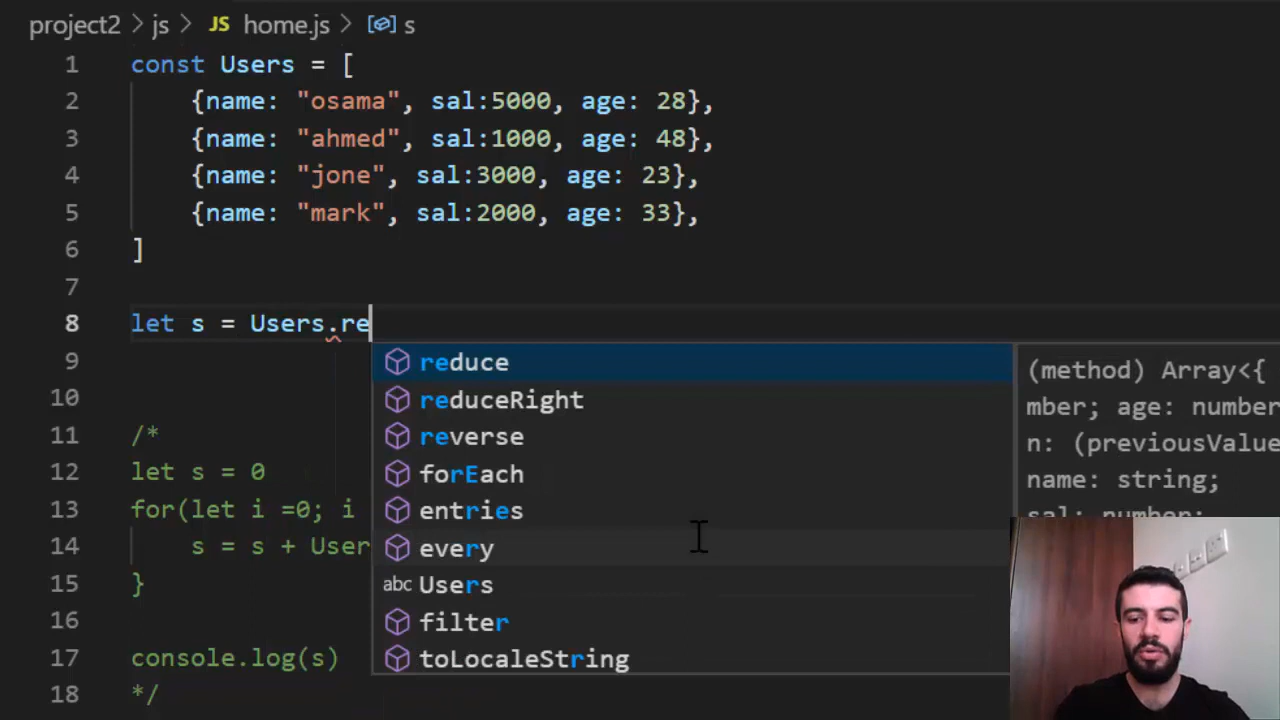 project2 > js > JS home.js > s
1 const Users = [
2 {name: "osama", sal:5000, age: 28},
3 {name: "ahmed", sal:1000, age: 48},
4 {name: "jone", sal:3000, age: 23},
5 {name: "mark", sal:2000, age: 33},
6 ]
7
8 let s = Users.re
9
10
11 /*
12 let s = 0
13 for(let i =0; i
14 s = s + User
15 }
16
17 console.log(s)
18 */
reduce
reduceRight
reverse
forEach
entries
every
abc Users
filter
toLocaleString
(method) Array<{
mber; age: number
n: (previousValue
name: string;
sal: number;